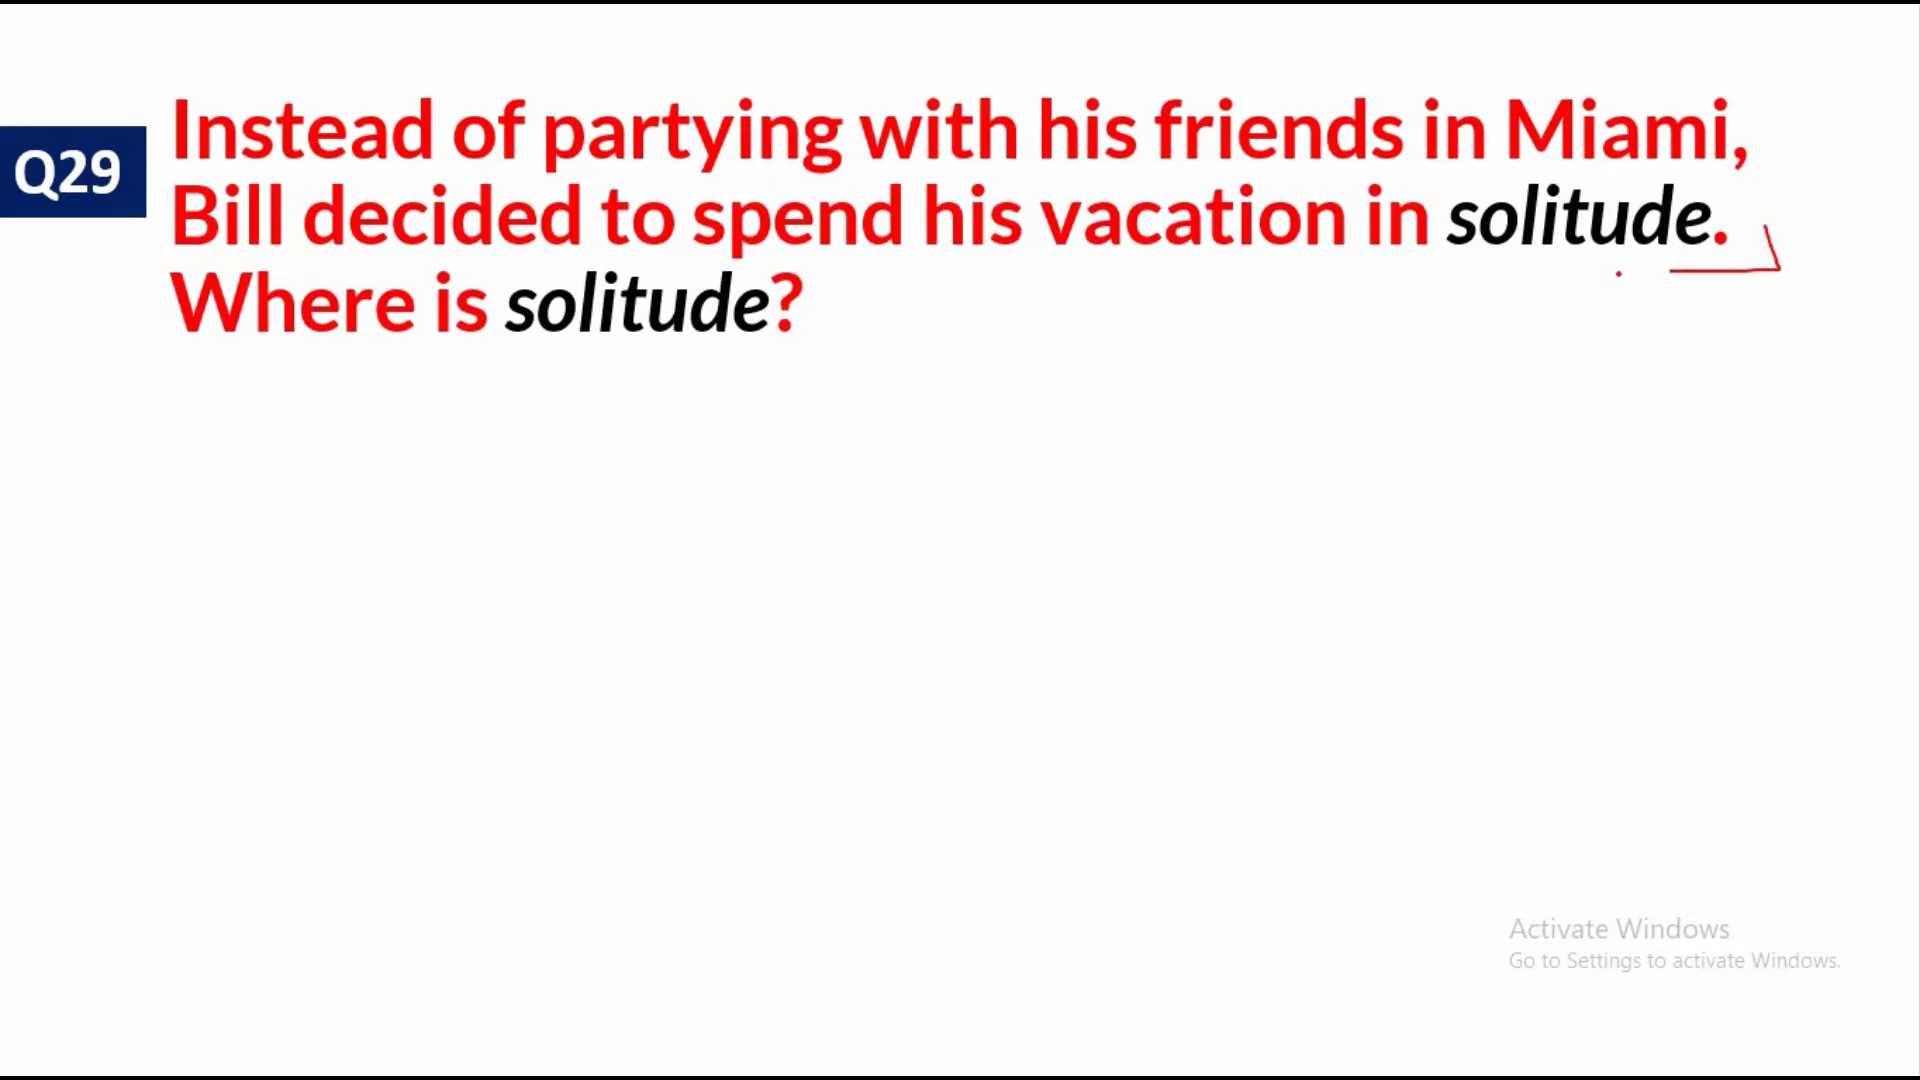 Q29
Instead of partying with his friends in Miami,
Bill decided to spend his vacation in solitude.
Where is solitude?
Activate Windows
Go to Settings to activate Windows.